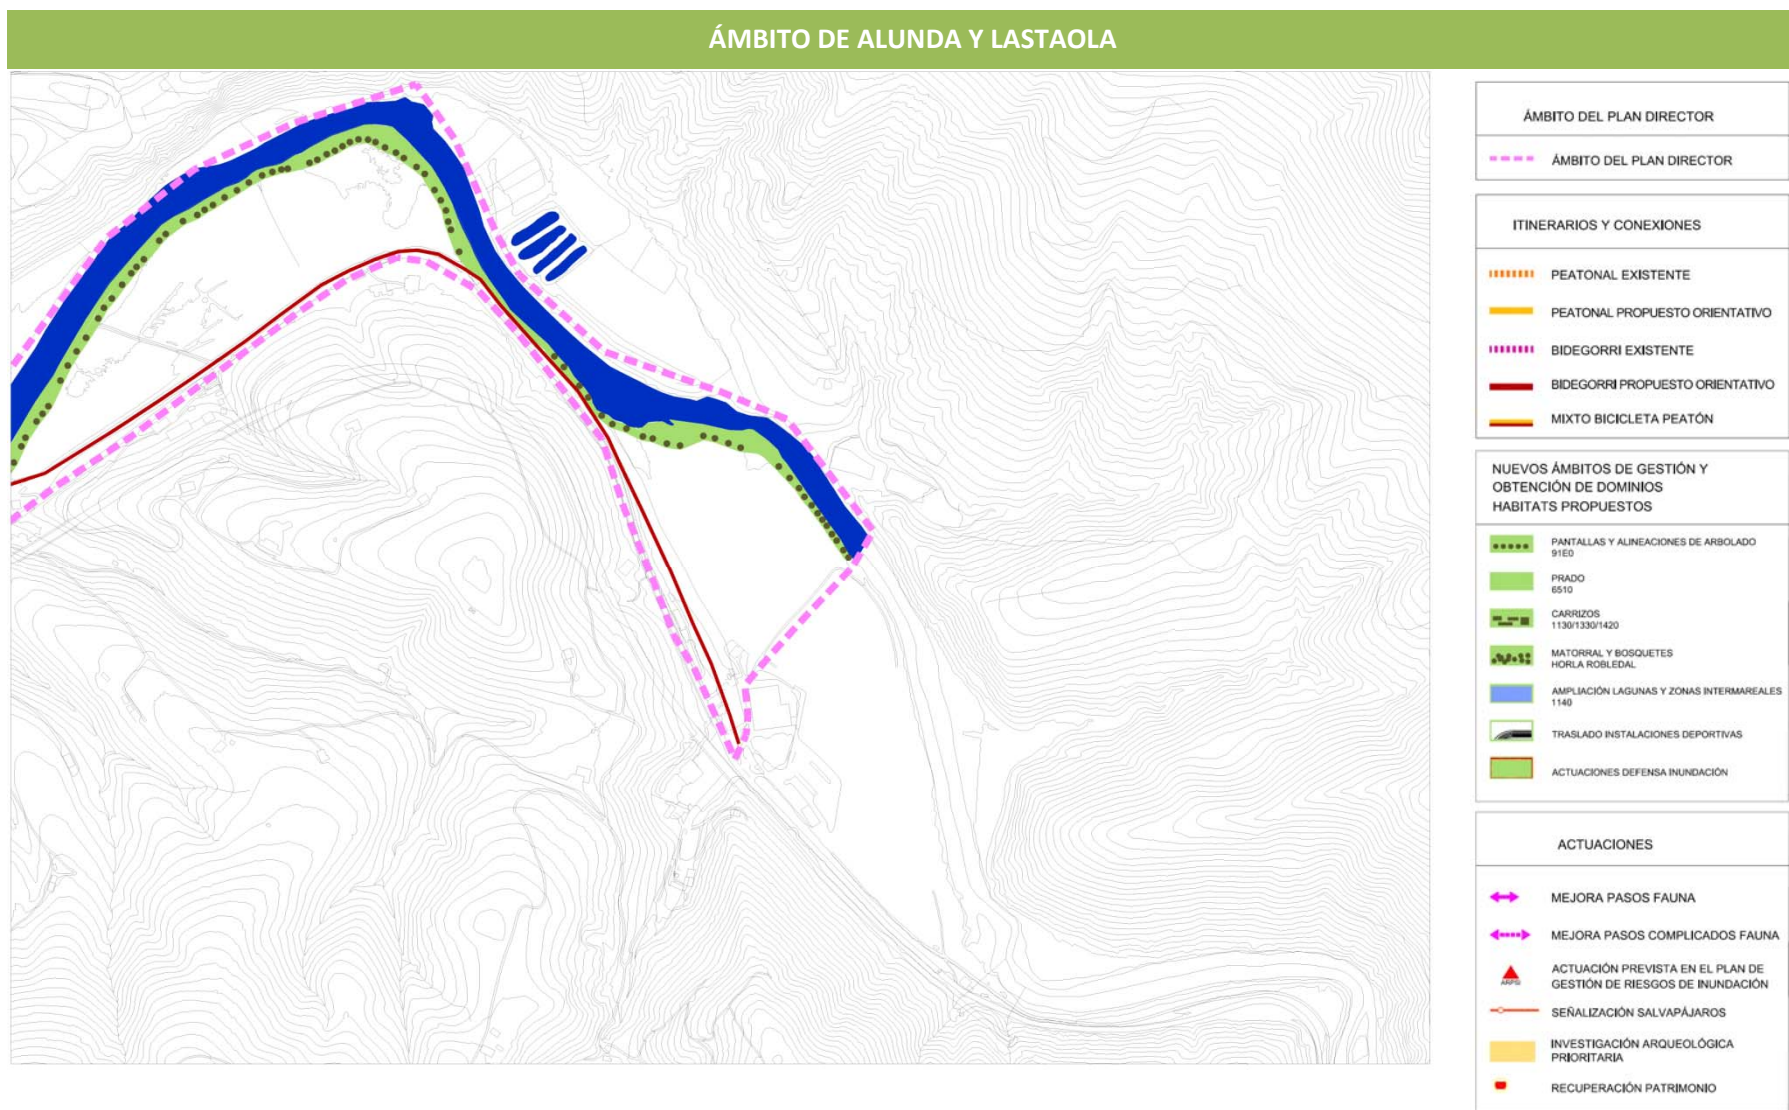 ÁMBITO DE ALUNDA Y LASTAOLA
ÁMBITO DEL PLAN DIRECTOR
ÁMBITO DEL PLAN DIRECTOR
ITINERARIOS Y CONEXIONES
PEATONAL EXISTENTE
PEATONAL PROPUESTO ORIENTATIVO
BIDEGORRI EXISTENTE
BIDEGORRI PROPUESTO ORIENTATIVO
MIXTO BICICLETA PEATÓN
NUEVOS ÁMBITOS DE GESTIÓN Y
OBTENCIÓN DE DOMINIOS
HABITATS PROPUESTOS
PANTALLAS Y ALINEACIONES DE ARBOLADO
91E0
PRADO
6510
CARRIZOS
1130/1330/1420
MATORRAL Y BOSQUETES
HORLA ROBLEDAL
AMPLIACIÓN LAGUNAS Y ZONAS INTERMAREALES
1140
TRASLADO INSTALACIONES DEPORTIVAS
ACTUACIONES DEFENSA INUNDACIÓN
ACTUACIONES
MEJORA PASOS FAUNA
MEJORA PASOS COMPLICADOS FAUNA
ARPSI
ACTUACIÓN PREVISTA EN EL PLAN DE
GESTIÓN DE RIESGOS DE INUNDACIÓN
SEÑALIZACIÓN SALVAPÁJAROS
INVESTIGACIÓN ARQUEOLÓGICA
PRIORITARIA
RECUPERACIÓN PATRIMONIO